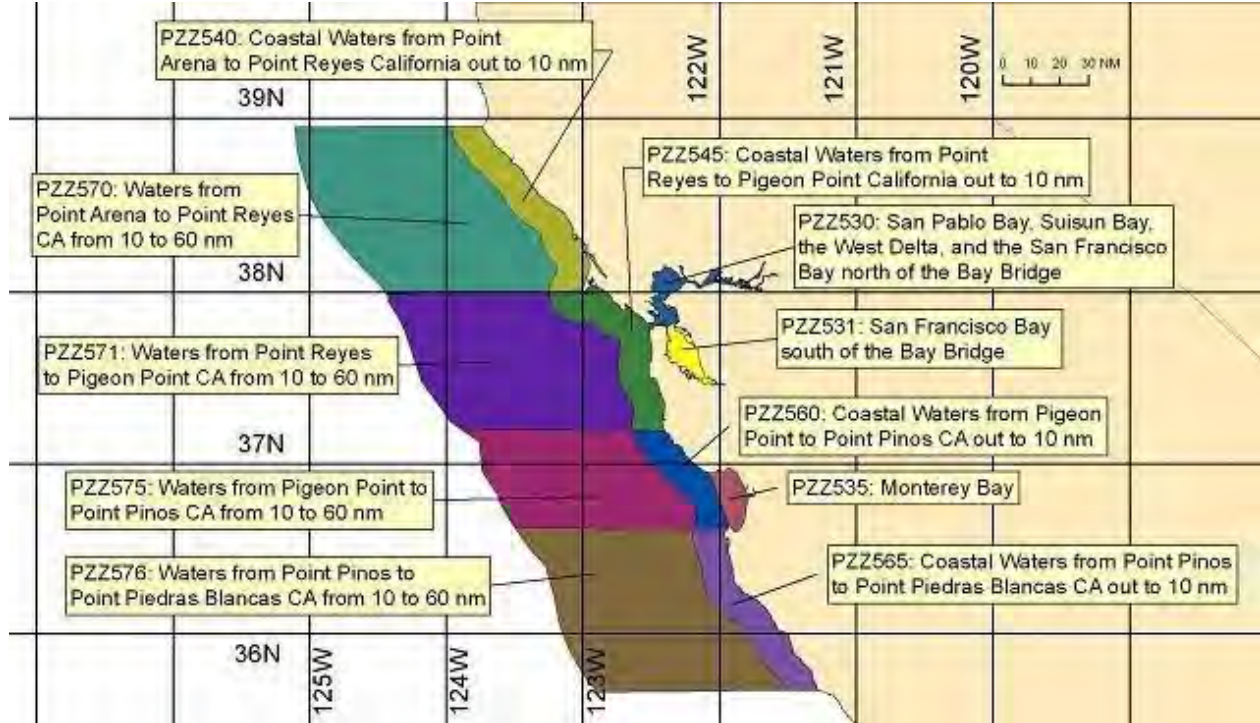 PZZ540: Coastal Waters from Point
Arena to Point Reyes California out to 10 nm
122W
121W
120W
0 10 20 30 NM
39N
PZZ545: Coastal Waters from Point
Reyes to Pigeon Point California out to 10 nm
PZZ570: Waters from
Point Arena to Point Reyes
CA from 10 to 60 nm
PZZ530: San Pablo Bay, Suisun Bay,
the West Delta, and the San Francisco
Bay north of the Bay Bridge
38N
PZZ531: San Francisco Bay
south of the Bay Bridge
PZZ571: Waters from Point Reyes
to Pigeon Point CA from 10 to 60 nm
PZZ560: Coastal Waters from Pigeon
Point to Point Pinos CA out to 10 nm
37N
PZZ575: Waters from Pigeon Point to
Point Pinos CA from 10 to 60 nm
PZZ535: Monterey Bay
PZZ576: Waters from Point Pinos to
Point Piedras Blancas CA from 10 to 60 nm
PZZ565: Coastal Waters from Point Pinos
to Point Piedras Blancas CA out to 10 nm
36N
125W
124W
123W